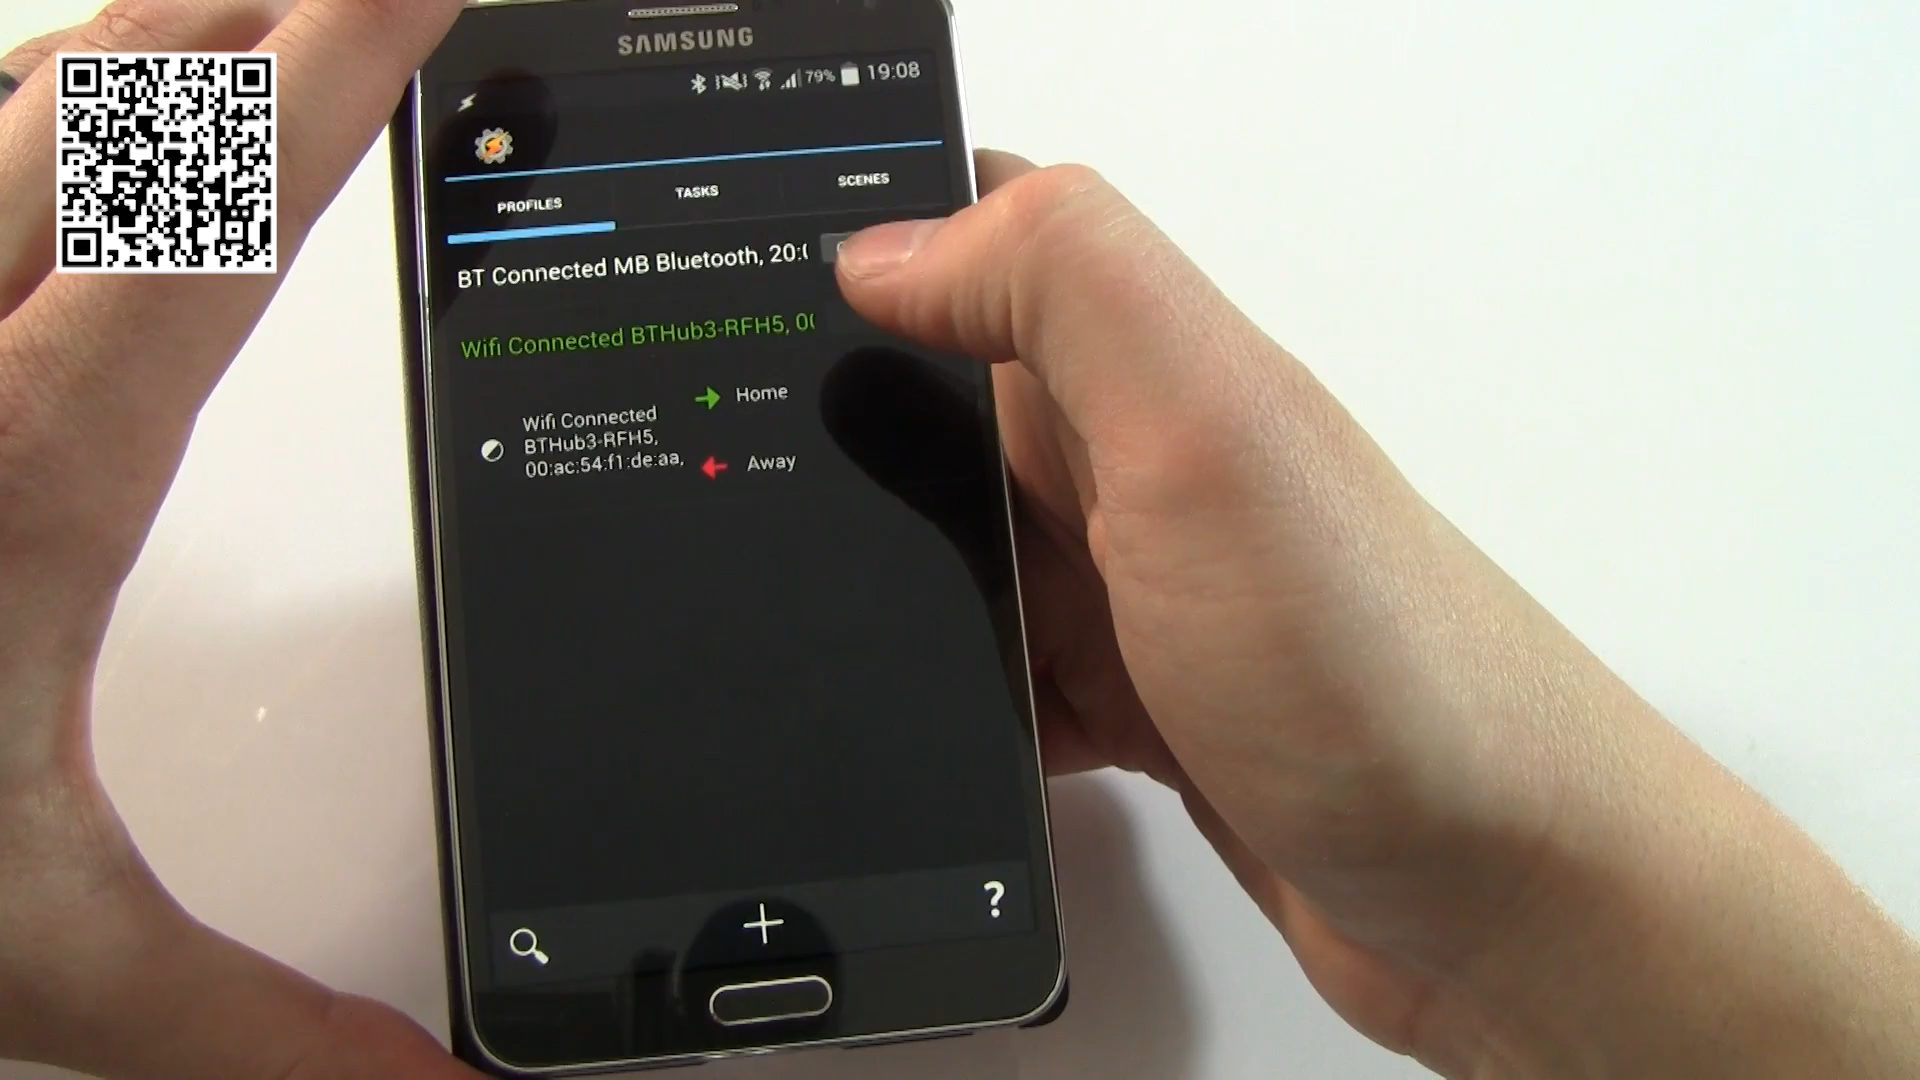 SAMSUNG
79% 19:08
PROFILES TASKS SCENES
BT Connected MB Bluetooth, 20:(
Wifi Connected BTHub3-RFH5, 0(
Wifi Connected
BTHub3-RFH5,
00:ac:54:f1:de:aa,
Home
Away
?